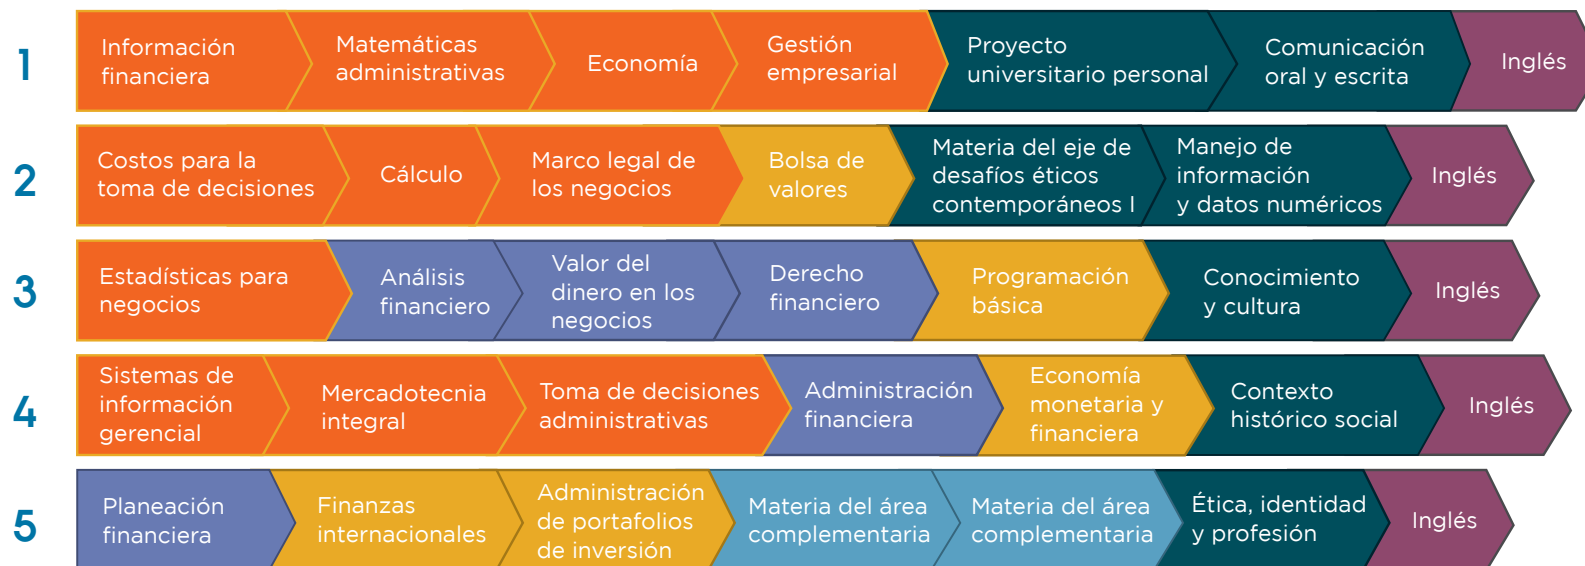 1
Información
financiera
Matemáticas
administrativas
Economía
Gestión
empresarial
Proyecto
universitario personal
Comunicación
oral y escrita
Inglés
2
Costos para la
toma de decisiones
Cálculo
Marco legal de
los negocios
Bolsa de
valores
Materia del eje de
desafíos éticos
contemporáneos I
Manejo de
información
y datos numéricos
Inglés
3
Estadísticas para
negocios
Análisis
financiero
Valor del
dinero en los
negocios
Derecho
financiero
Programación
básica
Conocimiento
y cultura
Inglés
4
Sistemas de
información
gerencial
Mercadotecnia
integral
Toma de decisiones
administrativas
Administración
financiera
Economía
monetaria y
financiera
Contexto
histórico social
Inglés
5
Planeación
financiera
Finanzas
internacionales
Administración
de portafolios
de inversión
Materia del área
complementaria
Materia del área
complementaria
Ética, identidad
y profesión
Inglés